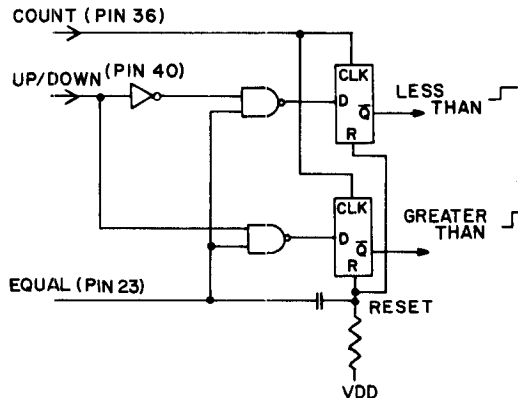 COUNT (PIN 36)
UP/DOWN (PIN 40)
CLK
D
Q̅
R
LESS
THAN
CLK
D
Q̅
R
GREATER
THAN
EQUAL (PIN 23)
RESET
VDD